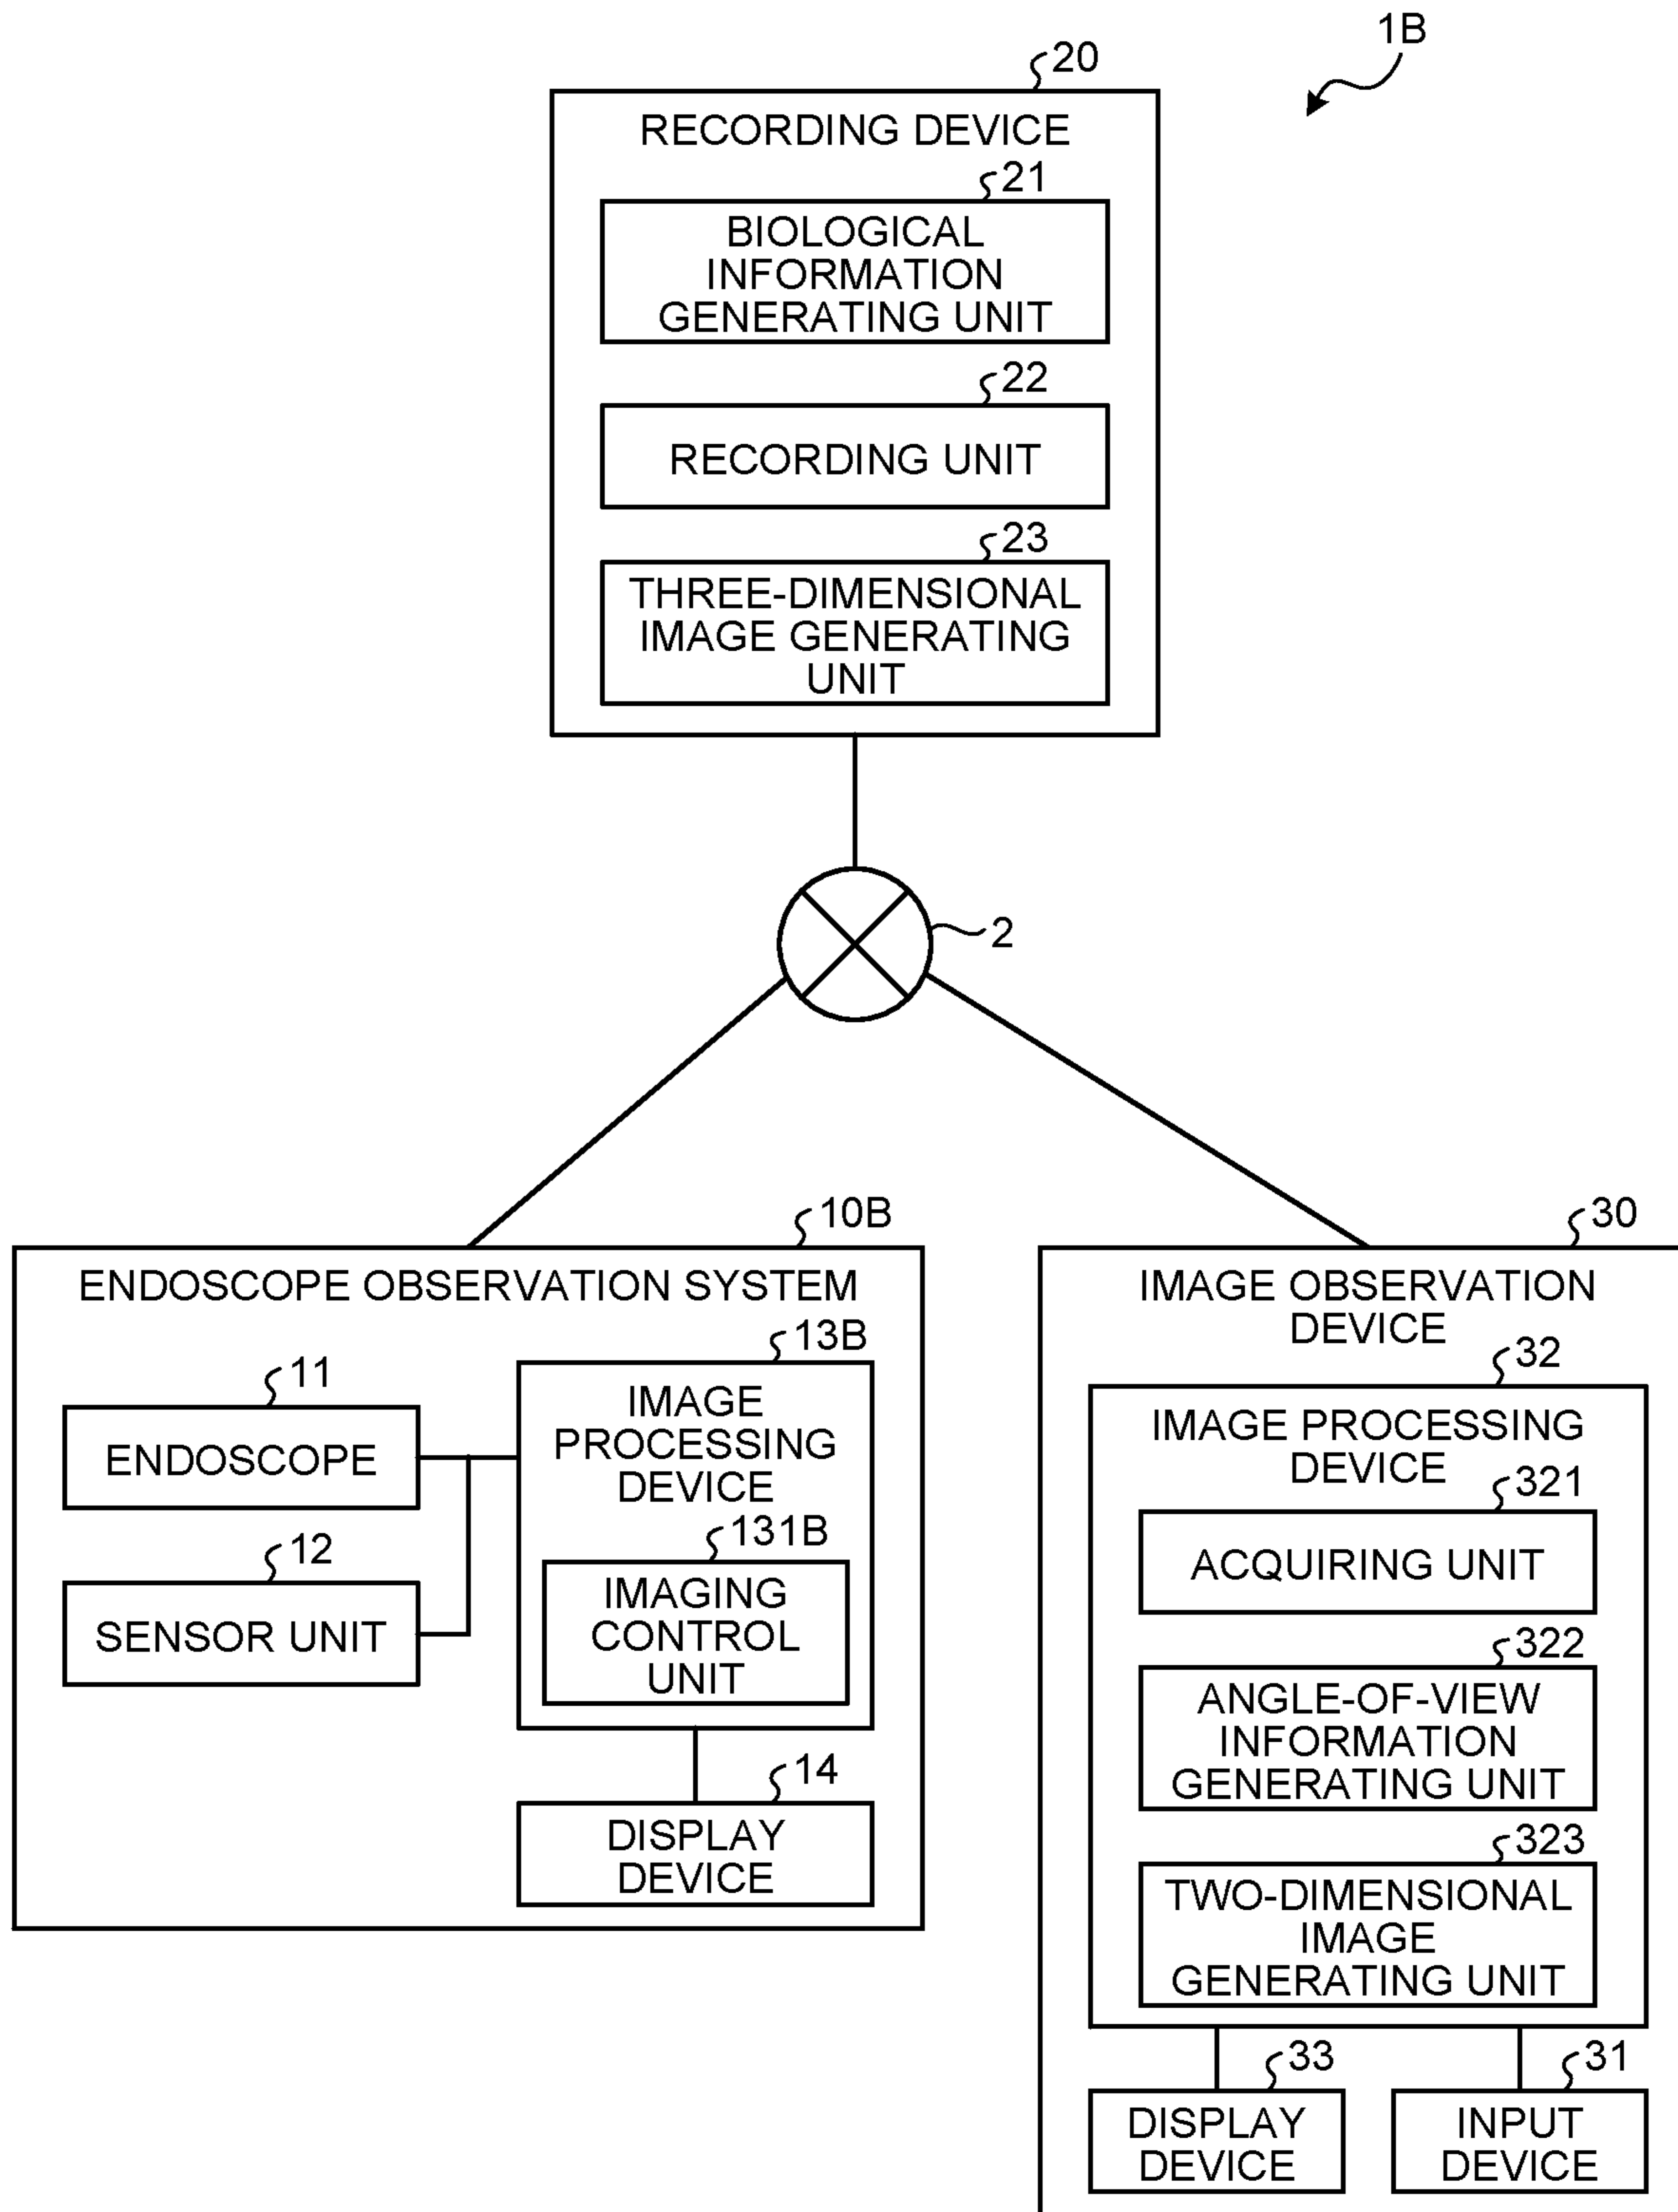 1B
20
RECORDING DEVICE
21
BIOLOGICAL
INFORMATION
GENERATING UNIT
22
RECORDING UNIT
23
THREE-DIMENSIONAL
IMAGE GENERATING
UNIT
2
10B
ENDOSCOPE OBSERVATION SYSTEM
11
ENDOSCOPE
12
SENSOR UNIT
13B
IMAGE
PROCESSING
DEVICE
131B
IMAGING
CONTROL
UNIT
14
DISPLAY
DEVICE
30
IMAGE OBSERVATION
DEVICE
32
IMAGE PROCESSING
DEVICE
321
ACQUIRING UNIT
322
ANGLE-OF-VIEW
INFORMATION
GENERATING UNIT
323
TWO-DIMENSIONAL
IMAGE
GENERATING UNIT
33
DISPLAY
DEVICE
31
INPUT
DEVICE